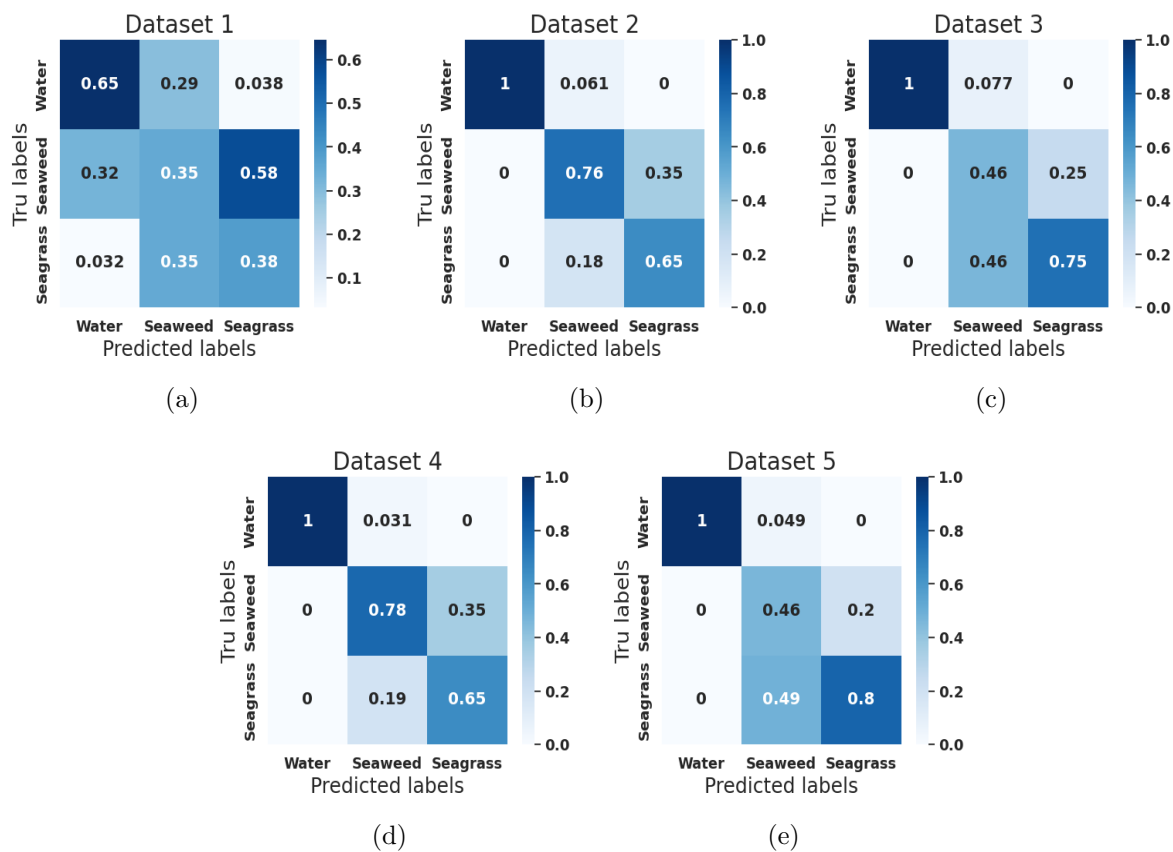 Dataset 1
Water
0.65 0.29 0.038
Tru labels
Seaweed
0.32 0.35 0.58
Seagrass
0.032 0.35 0.38
0.6
0.5
0.4
0.3
0.2
0.1
Water Seaweed Seagrass
Predicted labels
(a)
Dataset 2
Water
1 0.061 0
Tru labels
Seaweed
0 0.76 0.35
Seagrass
0 0.18 0.65
1.0
0.8
0.6
0.4
0.2
0.0
Water Seaweed Seagrass
Predicted labels
(b)
Dataset 3
Water
1 0.077 0
Tru labels
Seaweed
0 0.46 0.25
Seagrass
0 0.46 0.75
1.0
0.8
0.6
0.4
0.2
0.0
Water Seaweed Seagrass
Predicted labels
(c)
Dataset 4
Water
1 0.031 0
Tru labels
Seaweed
0 0.78 0.35
Seagrass
0 0.19 0.65
1.0
0.8
0.6
0.4
0.2
0.0
Water Seaweed Seagrass
Predicted labels
(d)
Dataset 5
Water
1 0.049 0
Tru labels
Seaweed
0 0.46 0.2
Seagrass
0 0.49 0.8
1.0
0.8
0.6
0.4
0.2
0.0
Water Seaweed Seagrass
Predicted labels
(e)